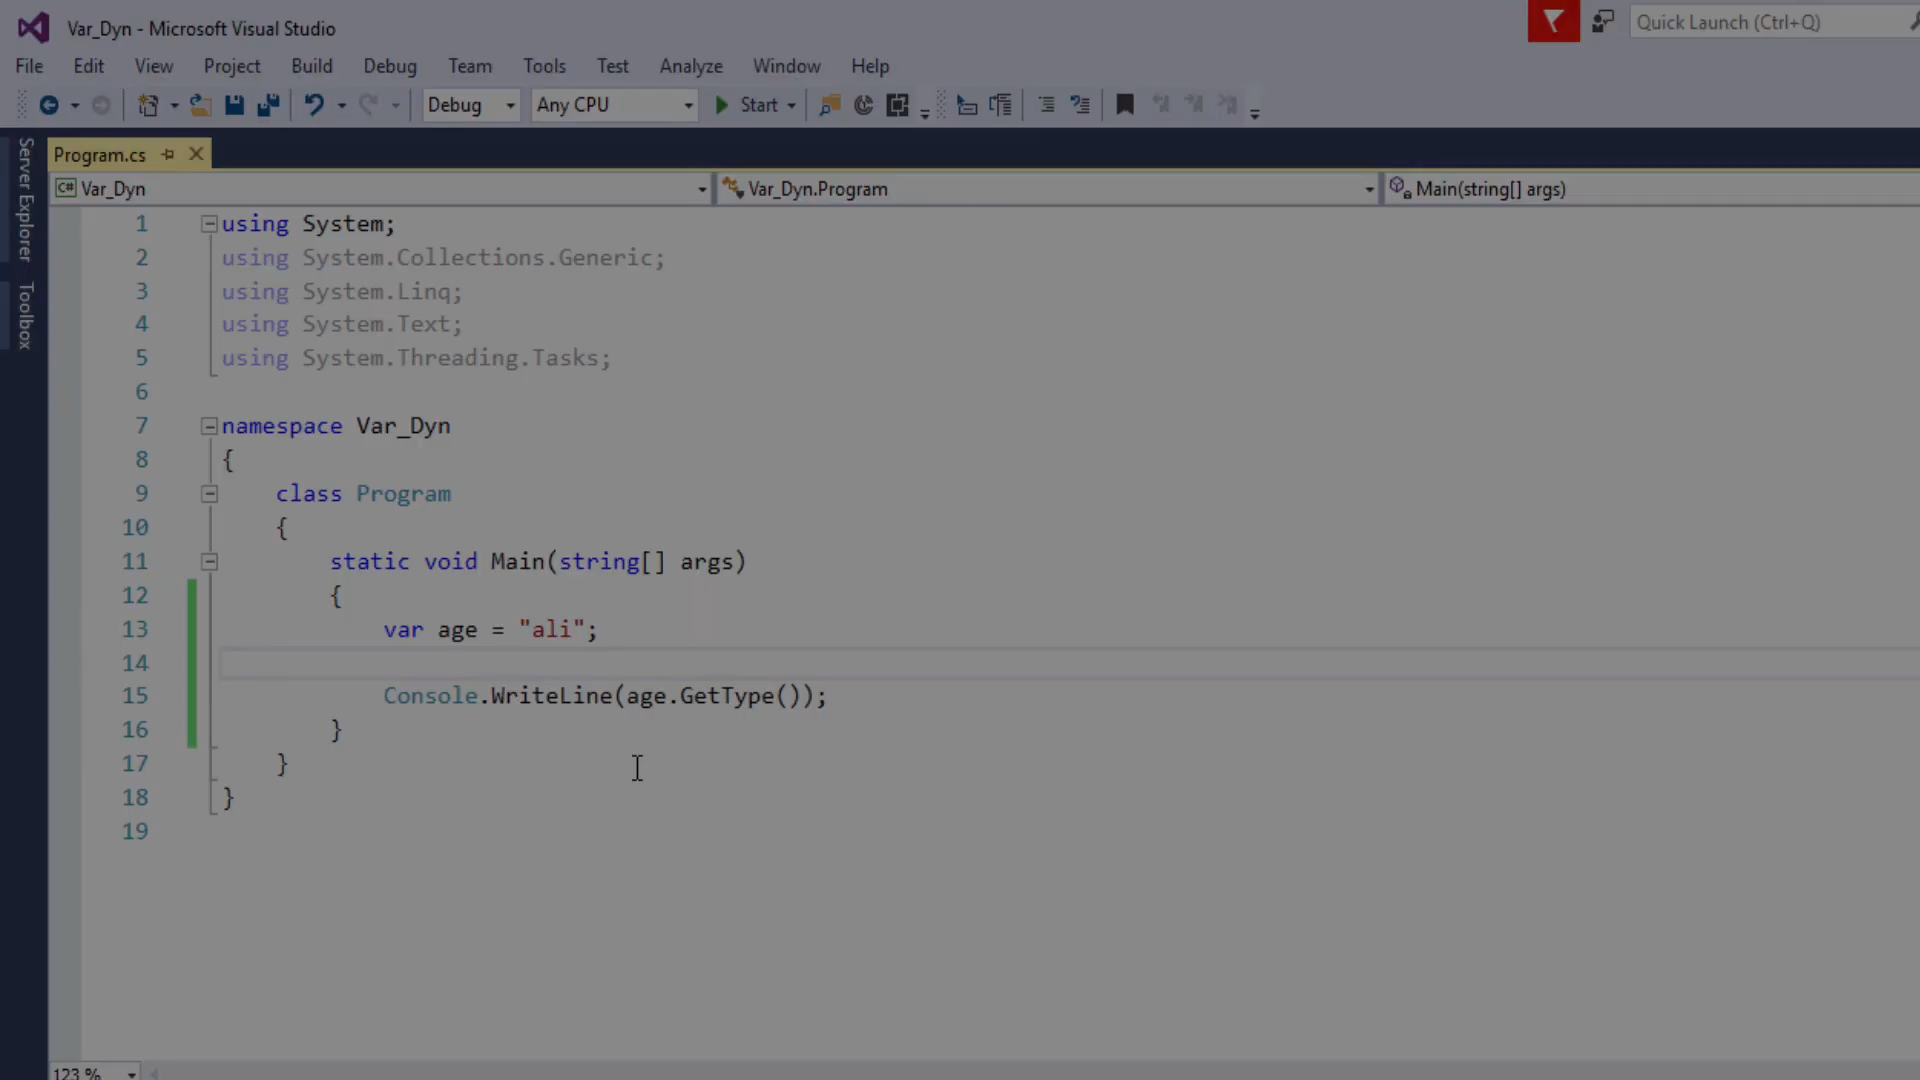 Var_Dyn - Microsoft Visual Studio
Quick Launch (Ctrl+Q)
File Edit View Project Build Debug Team Tools Test Analyze Window Help
Debug Any CPU Start
Server Explorer
Toolbox
Program.cs
C# Var_Dyn Var_Dyn.Program Main(string[] args)
1 using System;
2 using System.Collections.Generic;
3 using System.Linq;
4 using System.Text;
5 using System.Threading.Tasks;
6
7 namespace Var_Dyn
8 {
9 class Program
10 {
11 static void Main(string[] args)
12 {
13 var age = "ali";
14
15 Console.WriteLine(age.GetType());
16 }
17 }
18 }
19
123 %